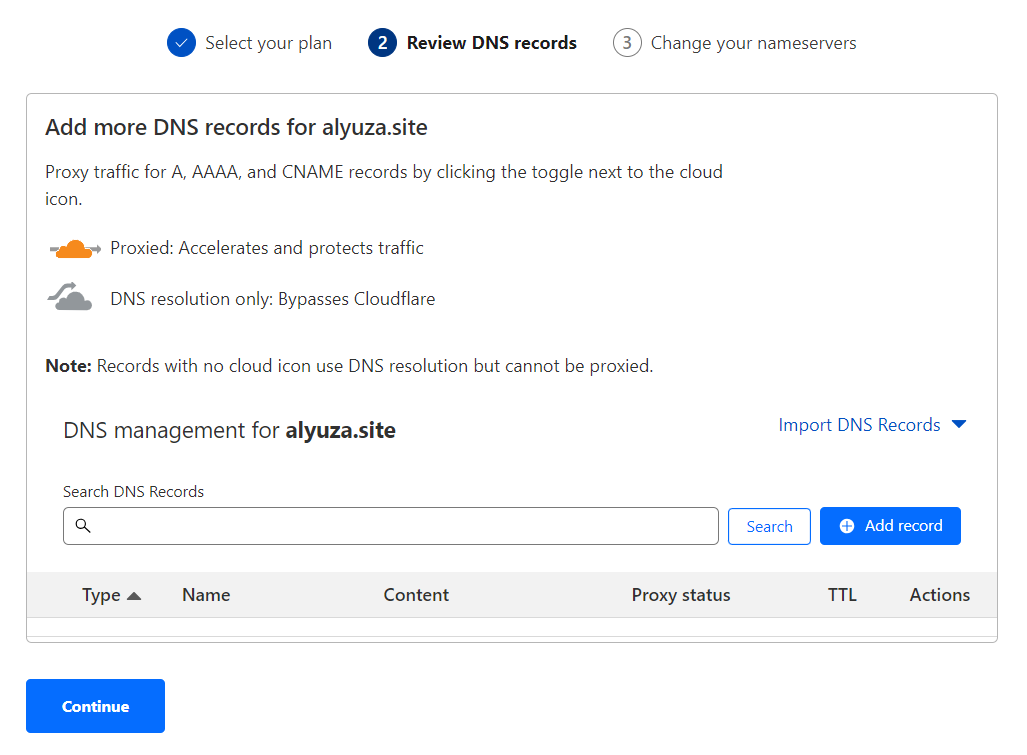 Select your plan
2 Review DNS records
3 Change your nameservers
Add more DNS records for alyuza.site
Proxy traffic for A, AAAA, and CNAME records by clicking the toggle next to the cloud
icon.
Proxied: Accelerates and protects traffic
DNS resolution only: Bypasses Cloudflare
Note: Records with no cloud icon use DNS resolution but cannot be proxied.
DNS management for alyuza.site
Import DNS Records
Search DNS Records
Search
Add record
Type Name Content Proxy status TTL Actions
Continue